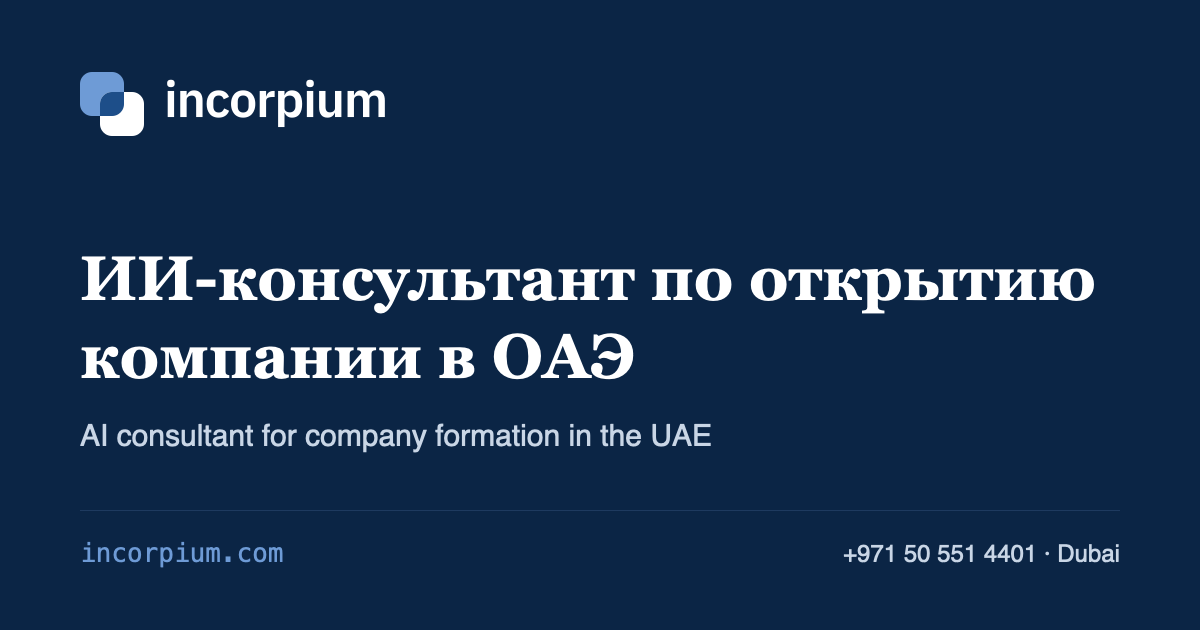 incorpium
ИИ-консультант по открытию
компании в ОАЭ
AI consultant for company formation in the UAE
incorpium.com
+971 50 551 4401 · Dubai